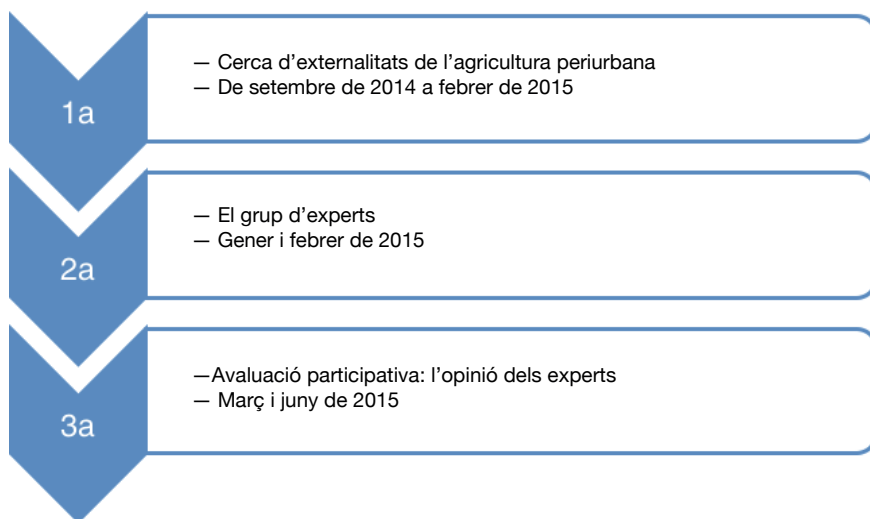 1a
— Cerca d’externalitats de l’agricultura periurbana
— De setembre de 2014 a febrer de 2015
2a
— El grup d’experts
— Gener i febrer de 2015
3a
—Avaluació participativa: l’opinió dels experts
— Març i juny de 2015